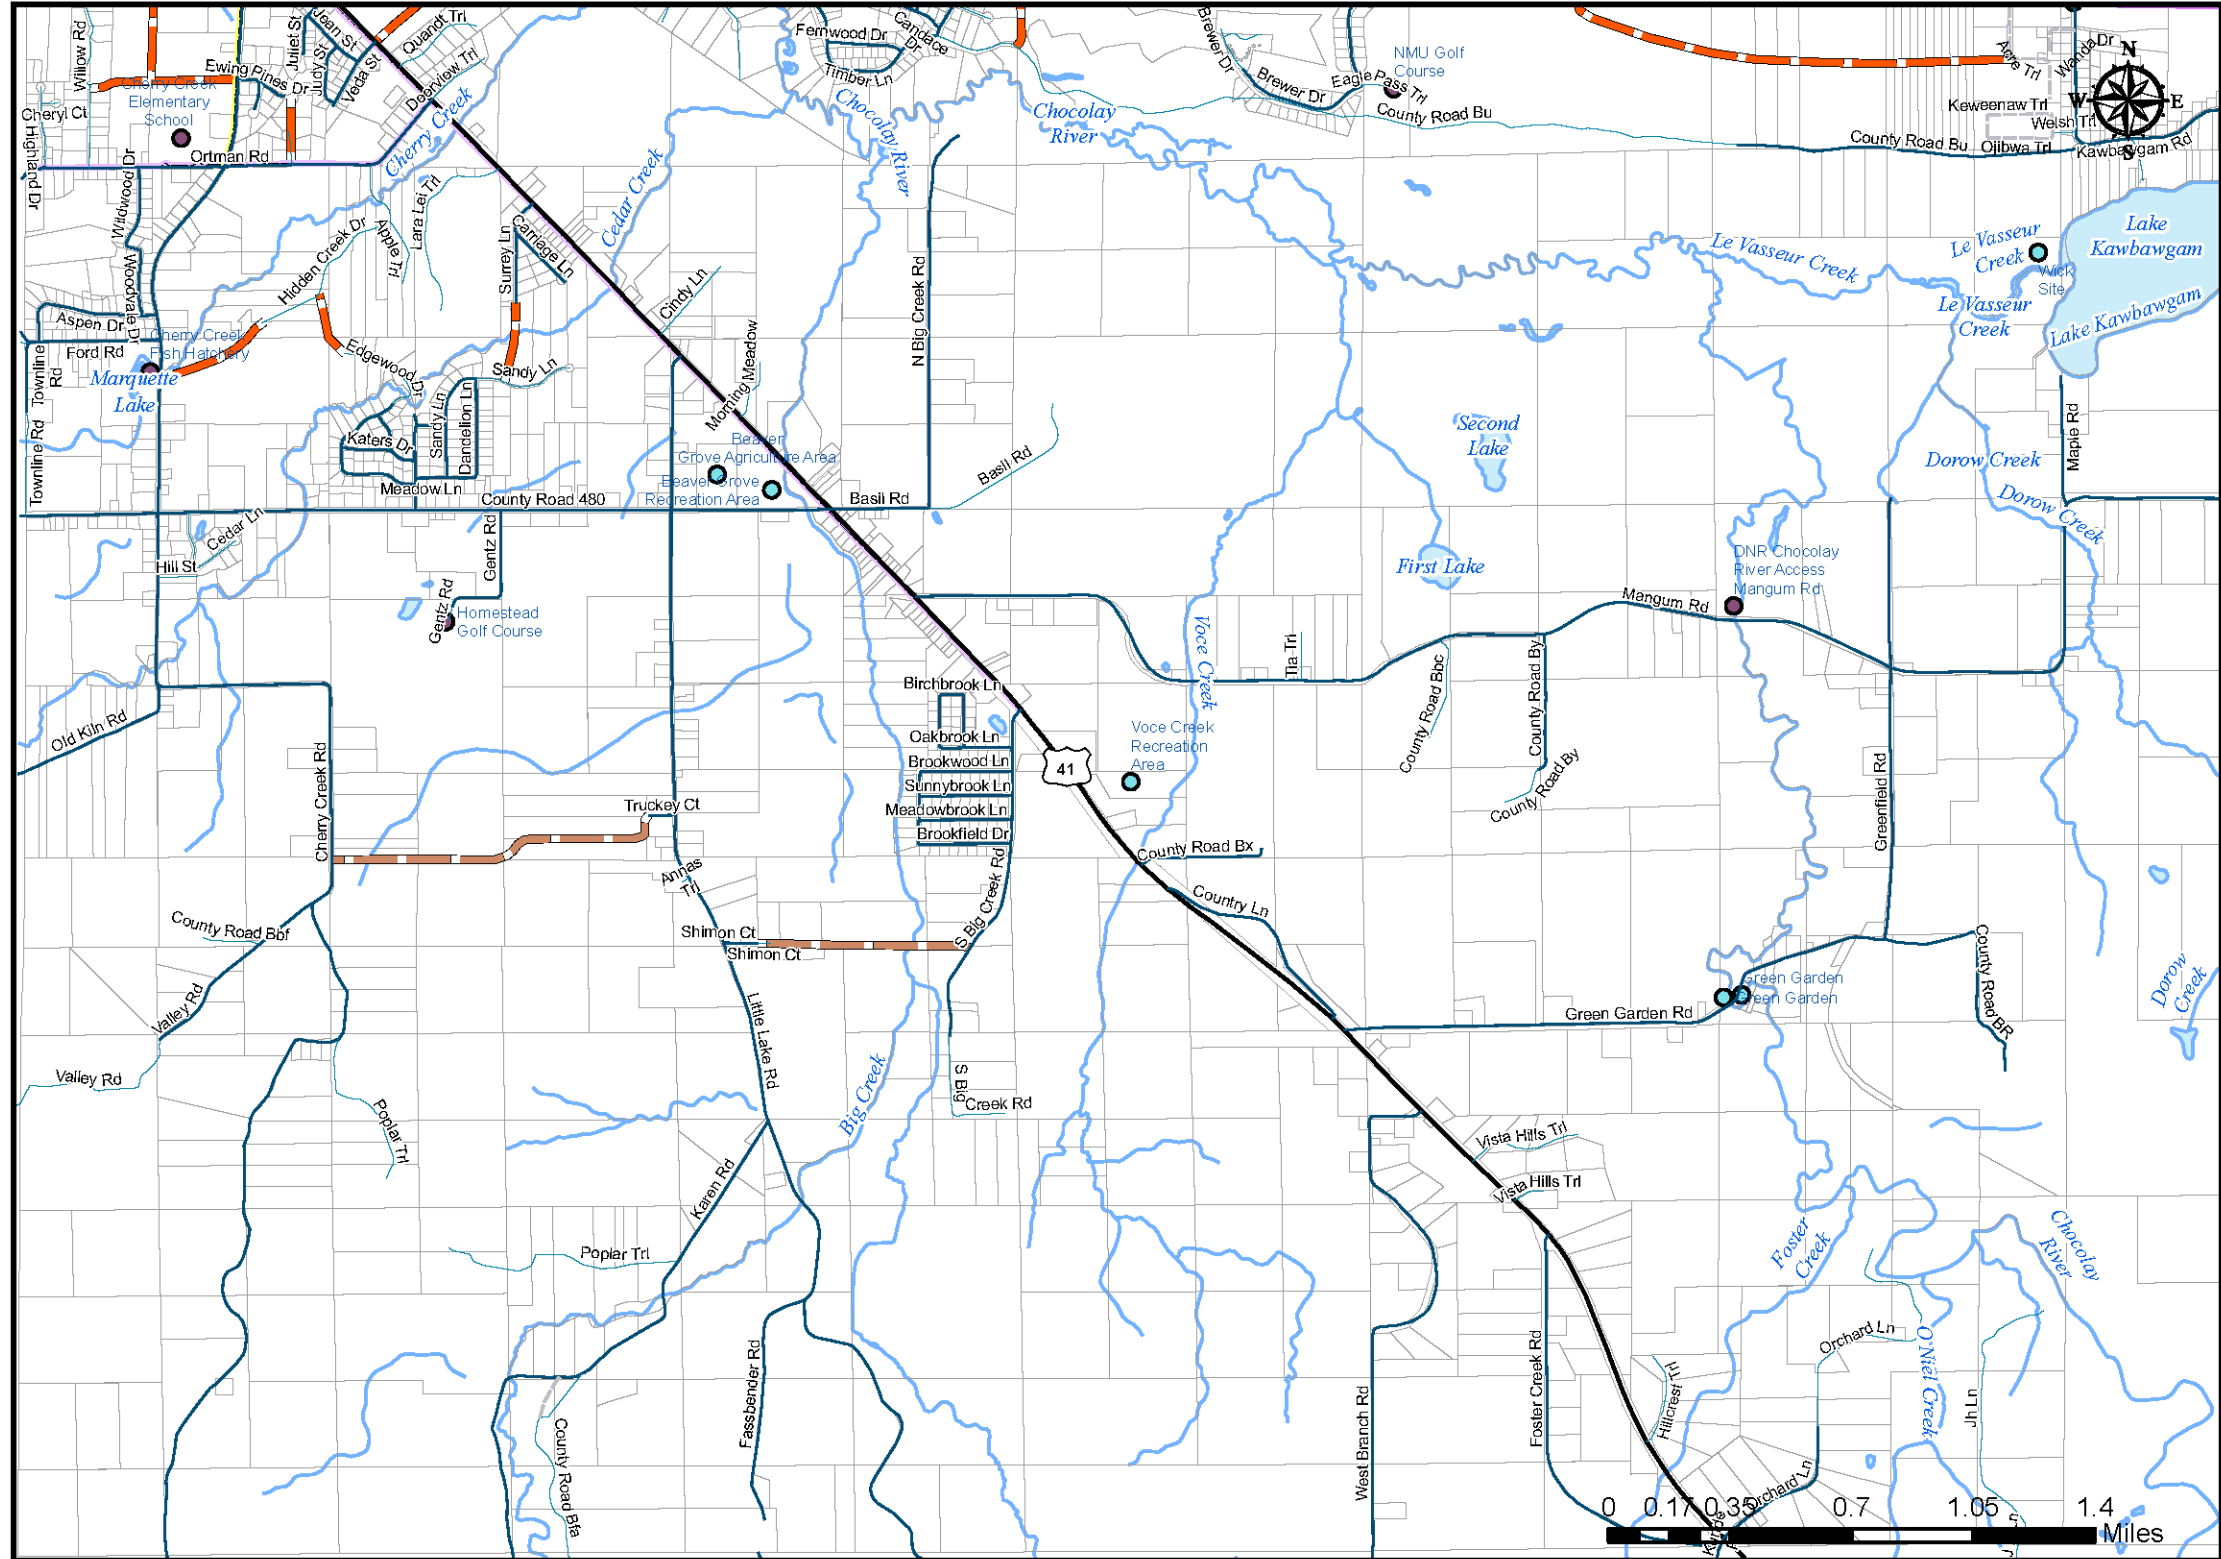 Willow Rd
Juliet St
Jean St
Judy St
Veda St
Quandt Trl
Deerview Trl
Ewing Pines Dr
Cherry Creek
Elementary
School
Cheryl Ct
Highland Dr
Ortman Rd
Cherry Creek
Fernwood Dr
Candace
Dr
Timber Ln
Chocolay River
Chocolay
River
Brewer Dr
Brewer Dr
Eagle Pass Trl
NMU Golf
Course
County Road Bu
County Road Bu
Acre Trl
Wanda Dr
Keweenaw Trl
Welsh Trl
Ojibwa Trl
Kawbawgam Rd
N
W
E
S
Wildwood Dr
Woodvale Dr
Hidden Creek Dr
Apple Trl
Lara Lei Trl
Surrey Ln
Carriage Ln
Cedar Creek
Cindy Ln
N Big Creek Rd
Le Vasseur Creek
Le Vasseur
Creek
Wick
Site
Lake
Kawbawgam
Le Vasseur
Creek
Lake Kawbawgam
Aspen Dr
Ford Rd
Townline
Rd
Townline Rd
Cherry Creek
Fish Hatchery
Marquette
Lake
Edgewood Dr
Sandy Ln
Sandy Ln
Dandelion Ln
Katers Dr
Meadow Ln
Morning Meadow
Beaver
Grove Agriculture Area
Beaver Grove
Recreation Area
County Road 480
Basil Rd
Basil Rd
Second
Lake
First Lake
Maple Rd
Dorow Creek
Dorow Creek
Cedar Ln
Hill St
Gentz Rd
Gentz Rd
Homestead
Golf Course
DNR Chocolay
River Access
Mangum Rd
Mangum Rd
Voce Creek
Tia Trl
County Road Bbc
County Road By
County Road By
Old Kiln Rd
Cherry Creek Rd
Birchbrook Ln
Oakbrook Ln
Brookwood Ln
Sunnybrook Ln
Meadowbrook Ln
Brookfield Dr
41
Voce Creek
Recreation
Area
Greenfield Rd
Truckey Ct
Annas
Trl
County Road Bx
Country Ln
S Big Creek Rd
County Road Bbf
Shimon Ct
Shimon Ct
Valley Rd
Valley Rd
Little Lake Rd
Green Garden
Green Garden
Green Garden Rd
County Road BR
Dorow
Creek
Poplar Trl
Big Creek
S Big
Creek Rd
Karen Rd
Poplar Trl
Vista Hills Trl
Vista Hills Trl
Foster
Creek
Chocolay
River
Fassbender Rd
County Road Bfa
West Branch Rd
Foster Creek Rd
Hillcrest Trl
Orchard Ln
Orchard Ln
O'Niel Creek
Jh Ln
0 0.17 0.35 0.7 1.05 1.4
Miles